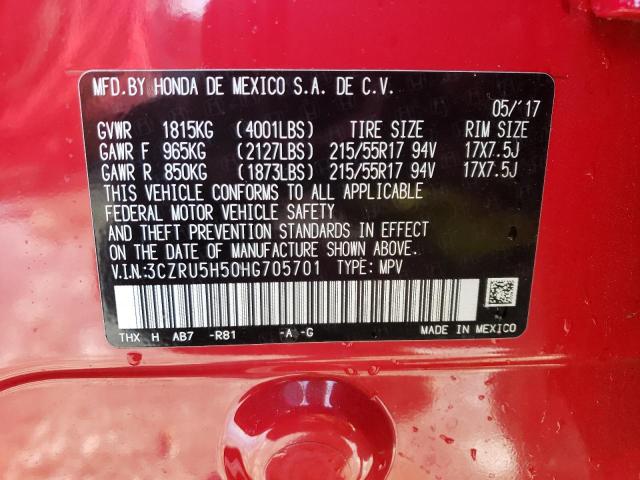 MFD.BY HONDA DE MEXICO S.A. DE C.V.
05/'17
GVWR 1815KG (4001LBS) TIRE SIZE RIM SIZE
GAWR F 965KG (2127LBS) 215/55R17 94V 17X7.5J
GAWR R 850KG (1873LBS) 215/55R17 94V 17X7.5J
THIS VEHICLE CONFORMS TO ALL APPLICABLE
FEDERAL MOTOR VEHICLE SAFETY
AND THEFT PREVENTION STANDARDS IN EFFECT
ON THE DATE OF MANUFACTURE SHOWN ABOVE.
V.I.N:3CZRU5H50HG705701 TYPE: MPV
THX H AB7 -R81 -A -G
MADE IN MEXICO